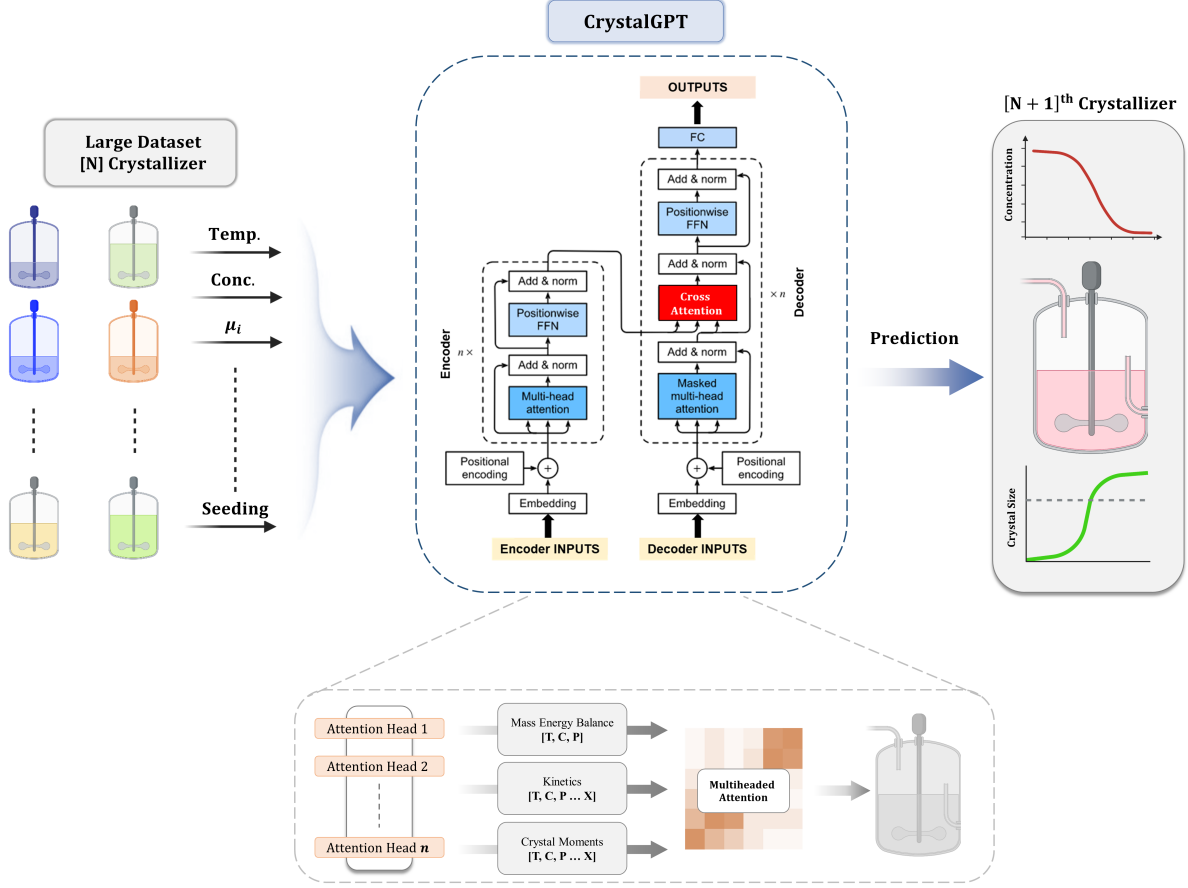 CrystalGPT
Large Dataset
[N] Crystallizer
Temp.
Conc.
μᵢ
Seeding
OUTPUTS
FC
Add & norm
Positionwise
FFN
Add & norm
Cross
Attention
Add & norm
Masked
multi-head
attention
Decoder
× n
Positional
encoding
+
Embedding
Decoder INPUTS
Encoder
n ×
Add & norm
Positionwise
FFN
Add & norm
Multi-head
attention
Positional
encoding
+
Embedding
Encoder INPUTS
Prediction
[N + 1]ᵗʰ Crystallizer
Concentration
Crystal Size
Attention Head 1
Attention Head 2
Attention Head n
Mass Energy Balance
[T, C, P]
Kinetics
[T, C, P ... X]
Crystal Moments
[T, C, P ... X]
Multiheaded
Attention